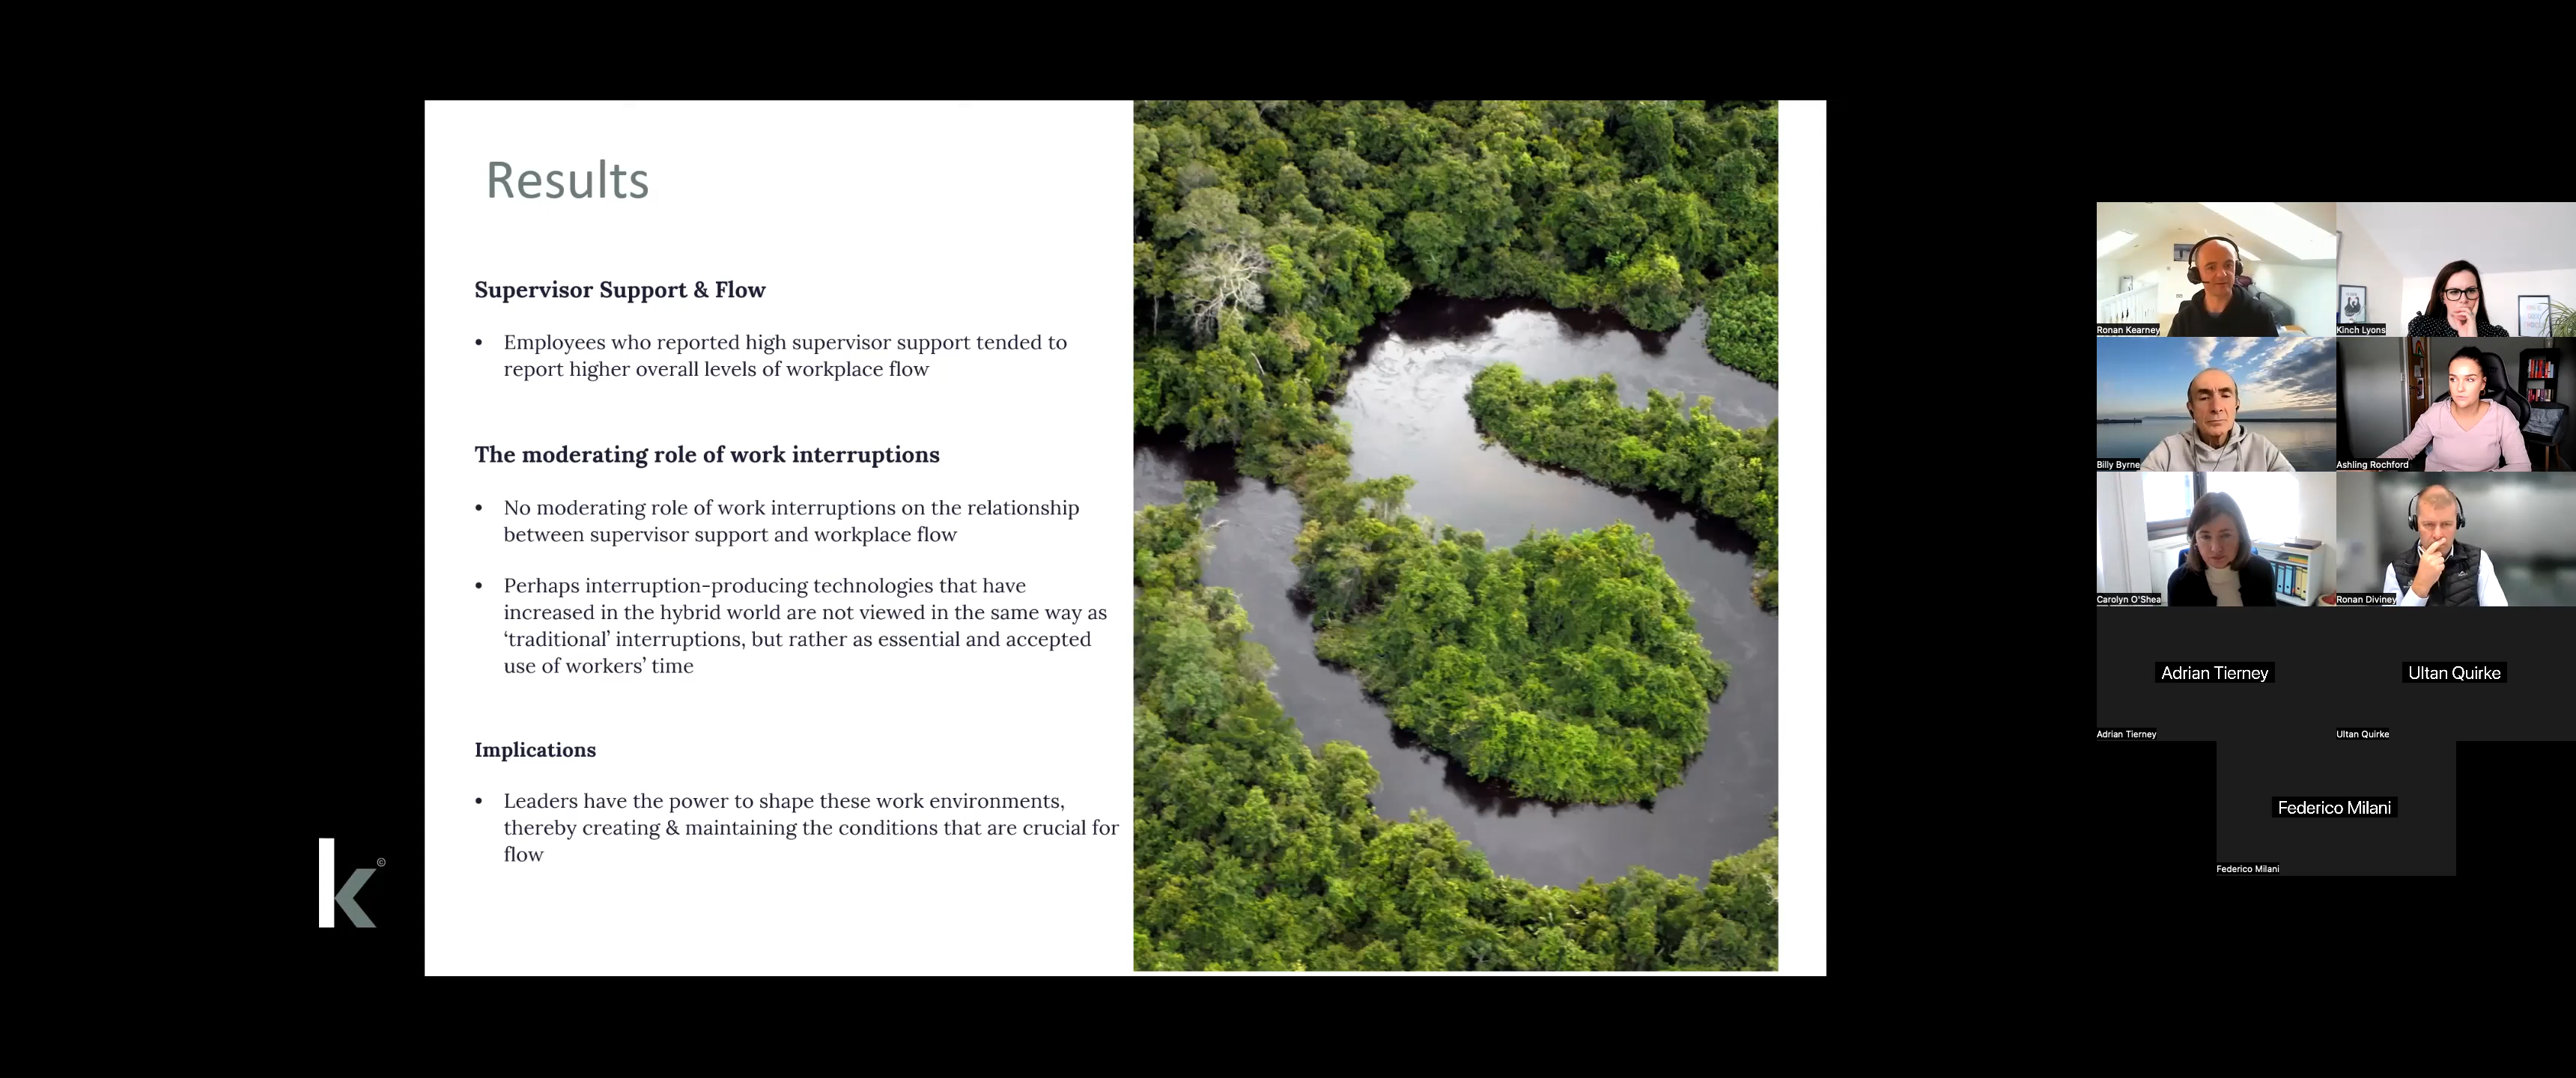 Results
Supervisor Support & Flow
• Employees who reported high supervisor support tended to
report higher overall levels of workplace flow
The moderating role of work interruptions
• No moderating role of work interruptions on the relationship
between supervisor support and workplace flow
• Perhaps interruption-producing technologies that have
increased in the hybrid world are not viewed in the same way as
‘traditional’ interruptions, but rather as essential and accepted
use of workers’ time
Implications
• Leaders have the power to shape these work environments,
thereby creating & maintaining the conditions that are crucial for
flow
k©
Ronan Kearney
Kinch Lyons
Billy Byrne
Ashling Rochford
Carolyn O'Shea
Ronan Diviney
Adrian Tierney
Adrian Tierney
Ultan Quirke
Ultan Quirke
Federico Milani
Federico Milani